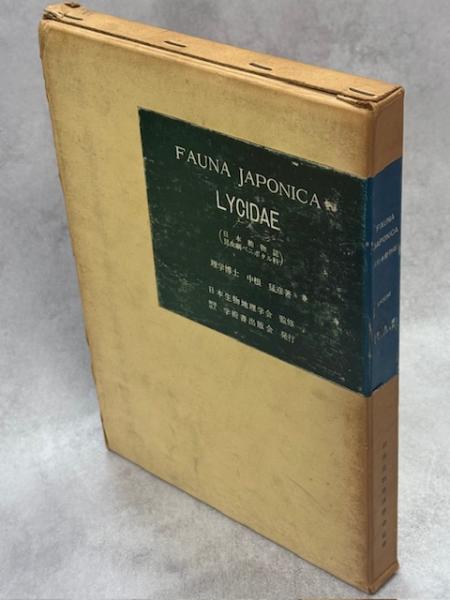 FAUNA JAPONICA
LYCIDAE
日本動物誌
(昆虫綱ベニボタル科)
理学博士 中根 猛彦著
日本生物地理学会 監修
学術書出版会 発行
FAUNA
JAPONICA